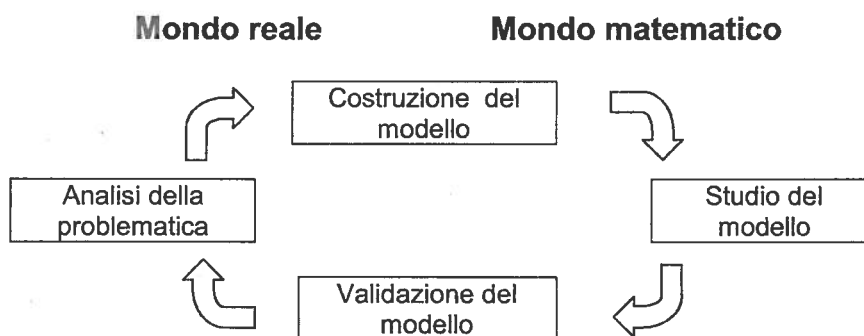 Mondo reale
Mondo matematico
Costruzione del
modello
Analisi della
problematica
Studio del
modello
Validazione del
modello